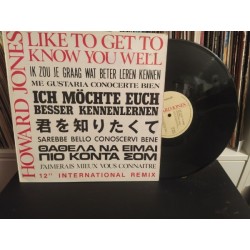 HOWARD JONES
LIKE TO GET TO
KNOW YOU WELL
IK ZOU JE GRAAG WAT BETER LEREN KENNEN
ME GUSTARIA CONOCERTE BIEN
ICH MÖCHTE EUCH
BESSER KENNENLERNEN
君を知りたくて
SAREBBE BELLO CONOSCERVI BENE
ΘΑΘΕΛΑ ΝΑ ΕΙΜΑΙ
ΠΙΟ ΚΟΝΤΑ ΣΟΜ
J'AIMERAIS MIEUX VOUS CONNAITRE
12" INTERNATIONAL REMIX